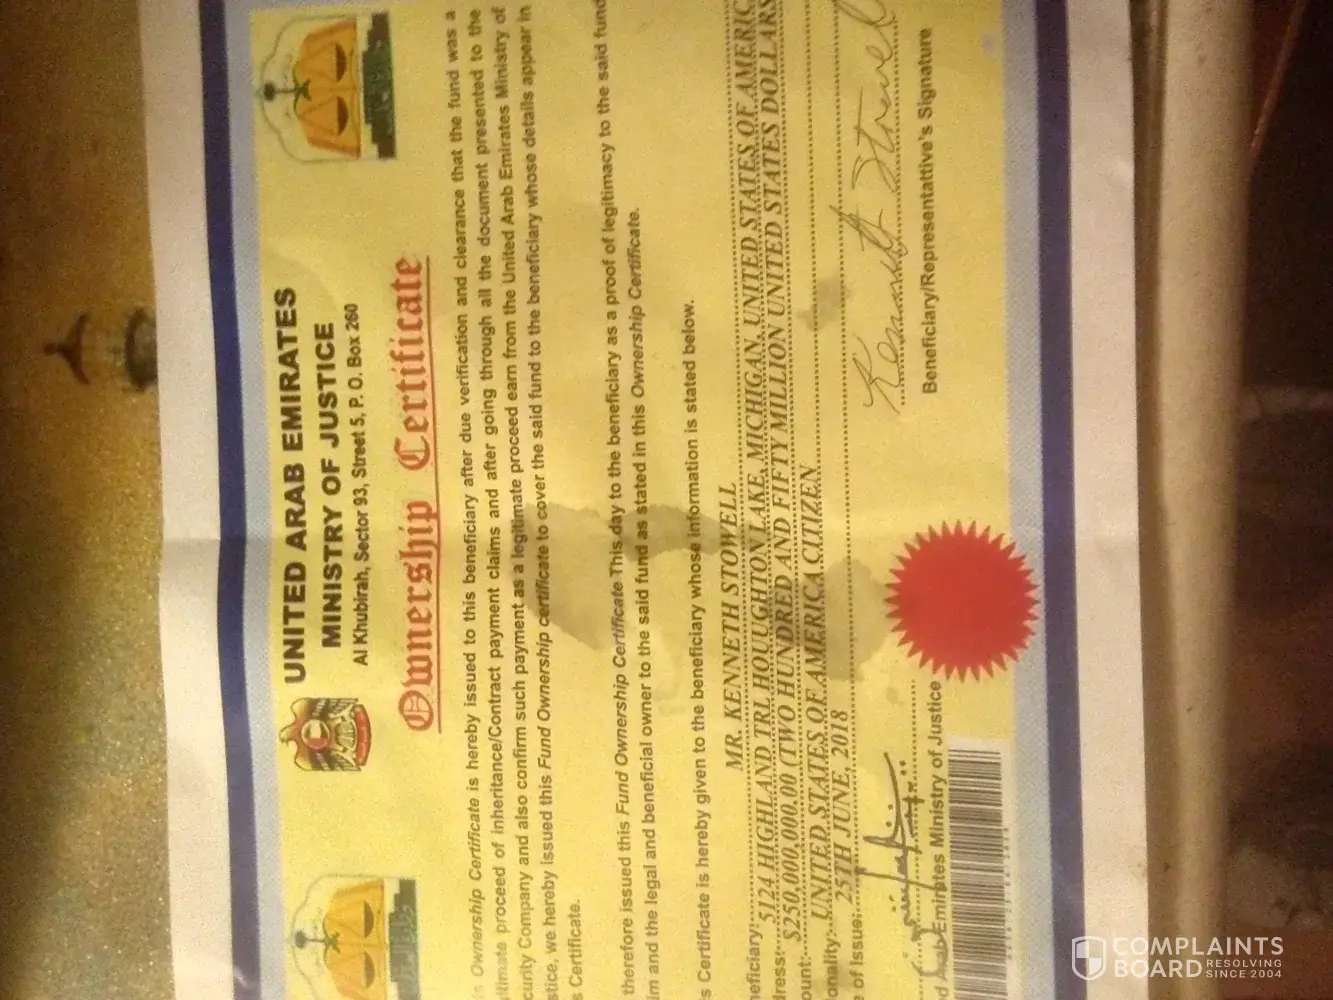 UNITED ARAB EMIRATES
MINISTRY OF JUSTICE
Al Khubirah, Sector 93, Street 5, P. O. Box 260
Ownership Certificate
Ownership Certificate is hereby issued to this beneficiary after due verification and clearance that the fund was a
proceed of inheritance/Contract payment claims and after going through all the document presented to the
Company and also confirm such payment as a legitimate proceed earn from the United Arab Emirates Ministry of
we hereby issued this Fund Ownership certificate to cover the said fund to the beneficiary whose details appear in
Certificate.
therefore issued this Fund Ownership Certificate This day to the beneficiary as a proof of legitimacy to the said fund
and the legal and beneficial owner to the said fund as stated in this Ownership Certificate.
Certificate is hereby given to the beneficiary whose information is stated below.
MR. KENNETH STOWELL
5124 HIGHLAND TRL HOUUGHTON LAKE, MICHIGAN, UNITED STATES OF AMERIC
$250,000,000.00 (TWO HUNDRED AND FIFTY MILLION UNITED STATES DOLLARS
UNITED STATES OF AMERICA CITIZEN
of Issue: 25TH JUNE, 2018
Kenneth Stowell
Arab Emirates Ministry of Justice
Beneficiary/Representattive's Signature
COMPLAINTS
BOARD RESOLVING
SINCE 2004